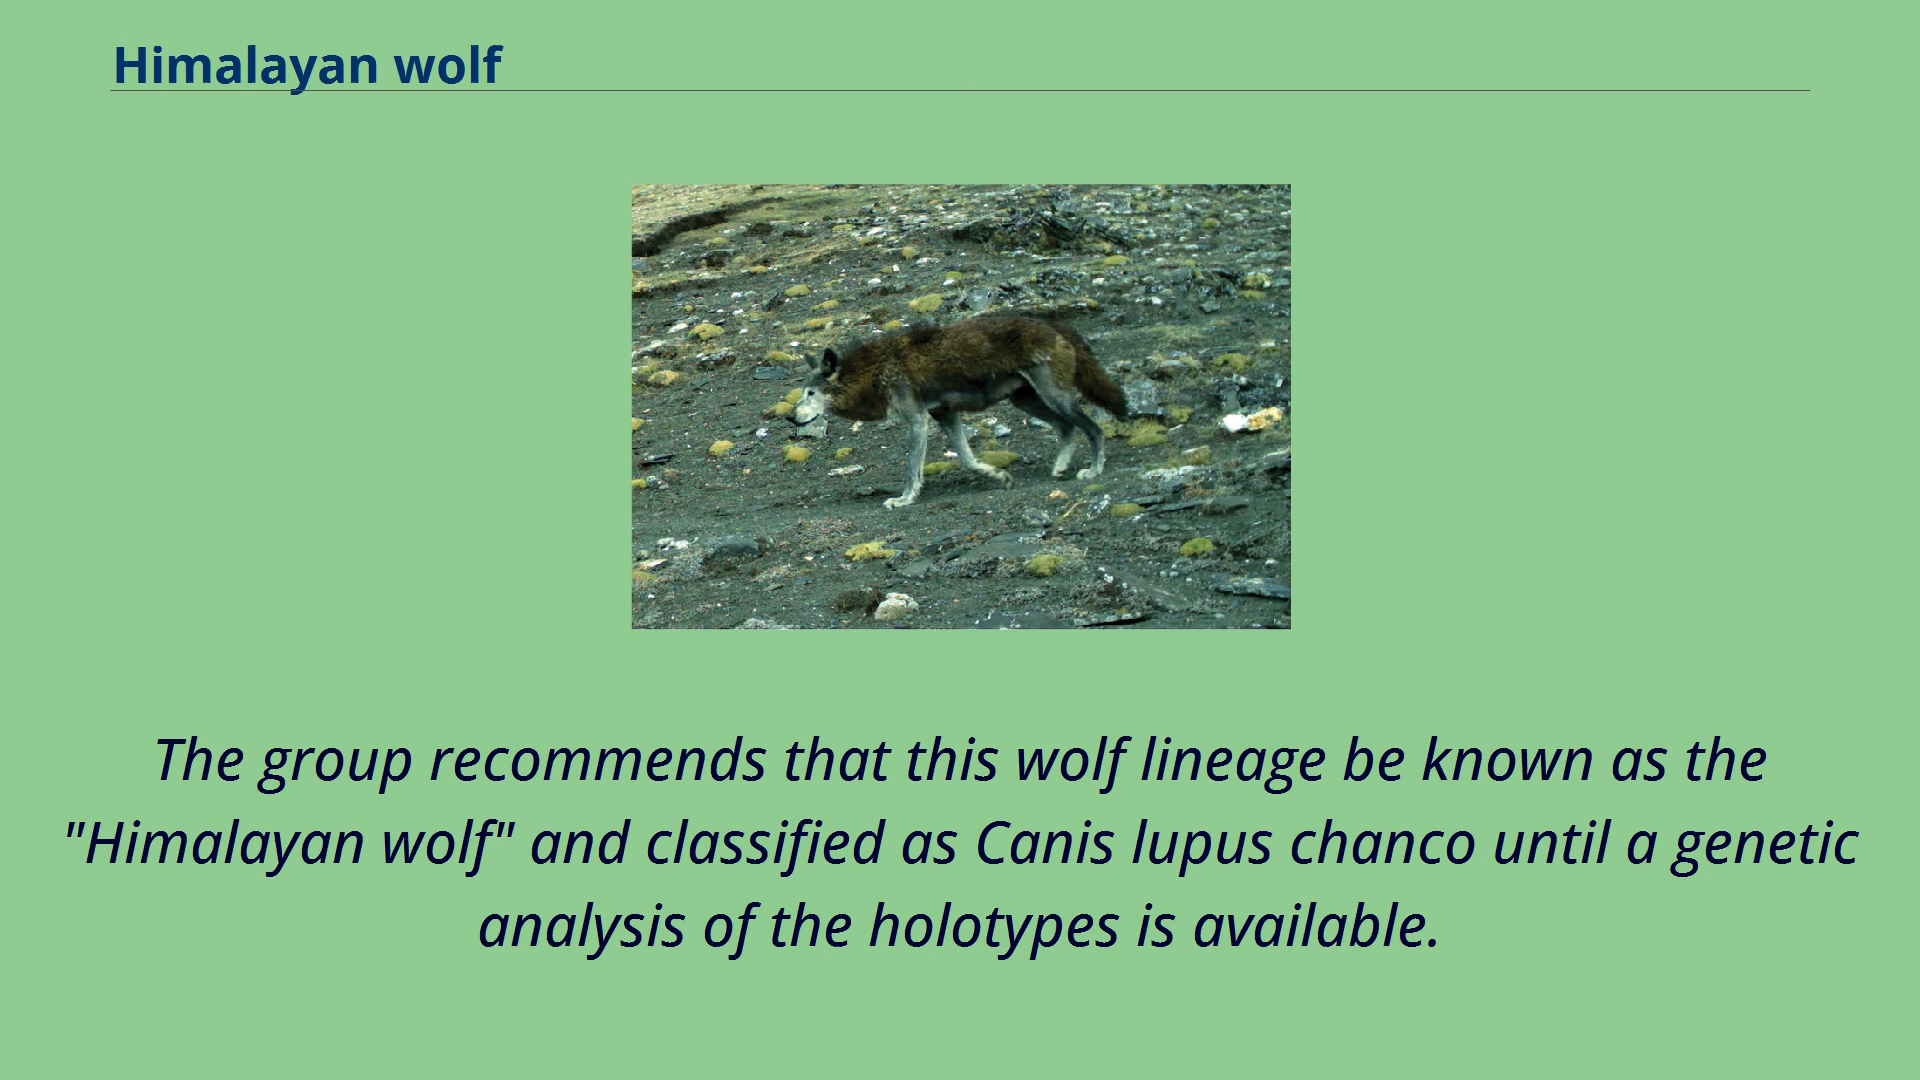 Himalayan wolf
The group recommends that this wolf lineage be known as the
"Himalayan wolf" and classified as Canis lupus chanco until a genetic
analysis of the holotypes is available.